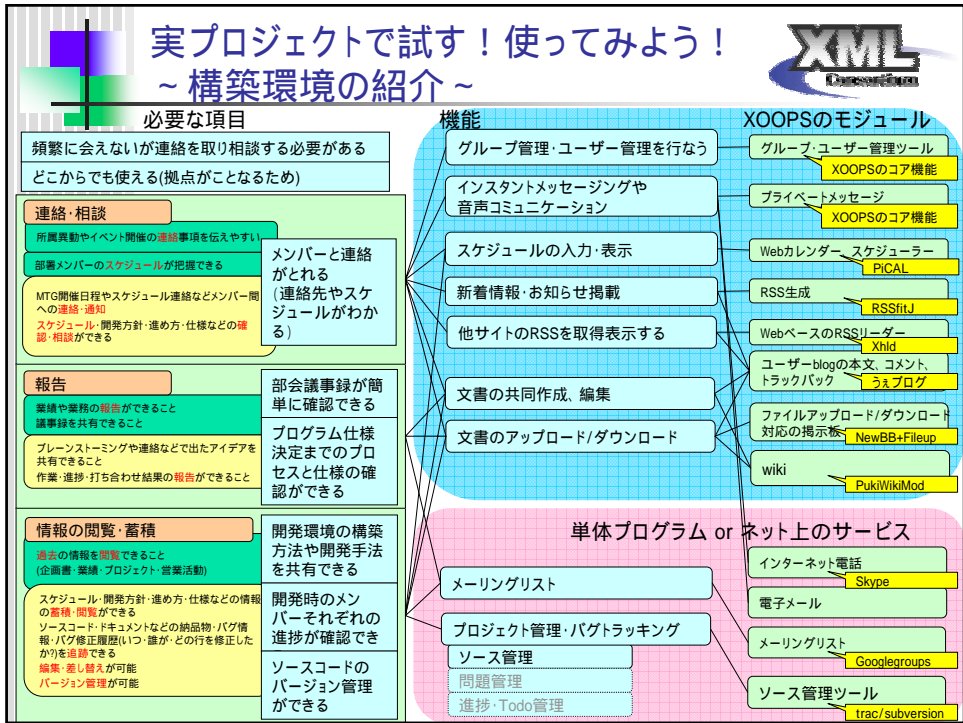 実プロジェクトで試す！使ってみよう！
～構築環境の紹介～
XML
Consortium
必要な項目
頻繁に会えないが連絡を取り相談する必要がある
どこからでも使える(拠点がことなるため)
連絡・相談
所属異動やイベント開催の連絡事項を伝えやすい
部署メンバーのスケジュールが把握できる
MTG開催日程やスケジュール連絡などメンバー間
への連絡・通知
スケジュール・開発方針・進め方・仕様などの確
認・相談ができる
メンバーと連絡
がとれる
(連絡先やスケ
ジュールがわか
る)
報告
業績や業務の報告ができること
議事録を共有できること
ブレーンストーミングや連絡などで出たアイデアを
共有できること
作業・進捗・打ち合わせ結果の報告ができること
部会議事録が簡
単に確認できる
プログラム仕様
決定までのプロ
セスと仕様の確
認ができる
情報の閲覧・蓄積
過去の情報を閲覧できること
(企画書・業績・プロジェクト・営業活動)
スケジュール・開発方針・進め方・仕様などの情報
の蓄積・閲覧ができる
ソースコード・ドキュメントなどの納品物・バグ情
報・バグ修正履歴(いつ・誰が・どの行を修正した
か?)を追跡できる
編集・差し替えが可能
バージョン管理が可能
開発環境の構築
方法や開発手法
を共有できる
開発時のメン
バーそれぞれの
進捗が確認でき
ソースコードの
バージョン管理
ができる
機能
グループ管理・ユーザー管理を行なう
インスタントメッセージングや
音声コミュニケーション
スケジュールの入力・表示
新着情報・お知らせ掲載
他サイトのRSSを取得表示する
文書の共同作成、編集
文書のアップロード/ダウンロード
XOOPSのモジュール
グループ・ユーザー管理ツール
XOOPSのコア機能
プライベートメッセージ
XOOPSのコア機能
Webカレンダー、スケジューラー
PiCAL
RSS生成
RSSfitJ
WebベースのRSSリーダー
Xhld
ユーザーblogの本文、コメント、
トラックバック
うぇブログ
ファイルアップロード/ダウンロード
対応の掲示板
NewBB+Fileup
wiki
PukiWikiMod
単体プログラム or ネット上のサービス
メーリングリスト
プロジェクト管理・バグトラッキング
ソース管理
問題管理
進捗・Todo管理
インターネット電話
Skype
電子メール
メーリングリスト
Googlegroups
ソース管理ツール
trac/subversion